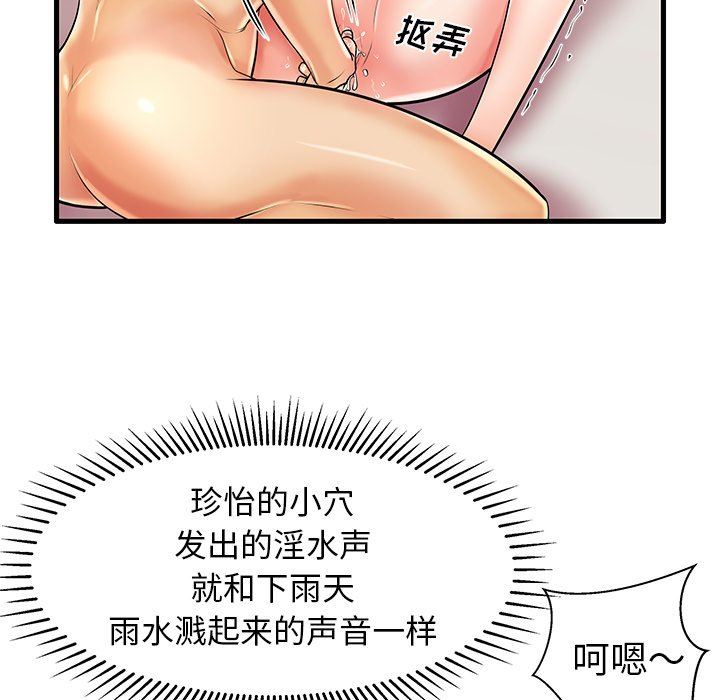 抠弄
珍怡的小穴
发出的淫水声
就和下雨天
雨水溅起来的声音一样
呵嗯～